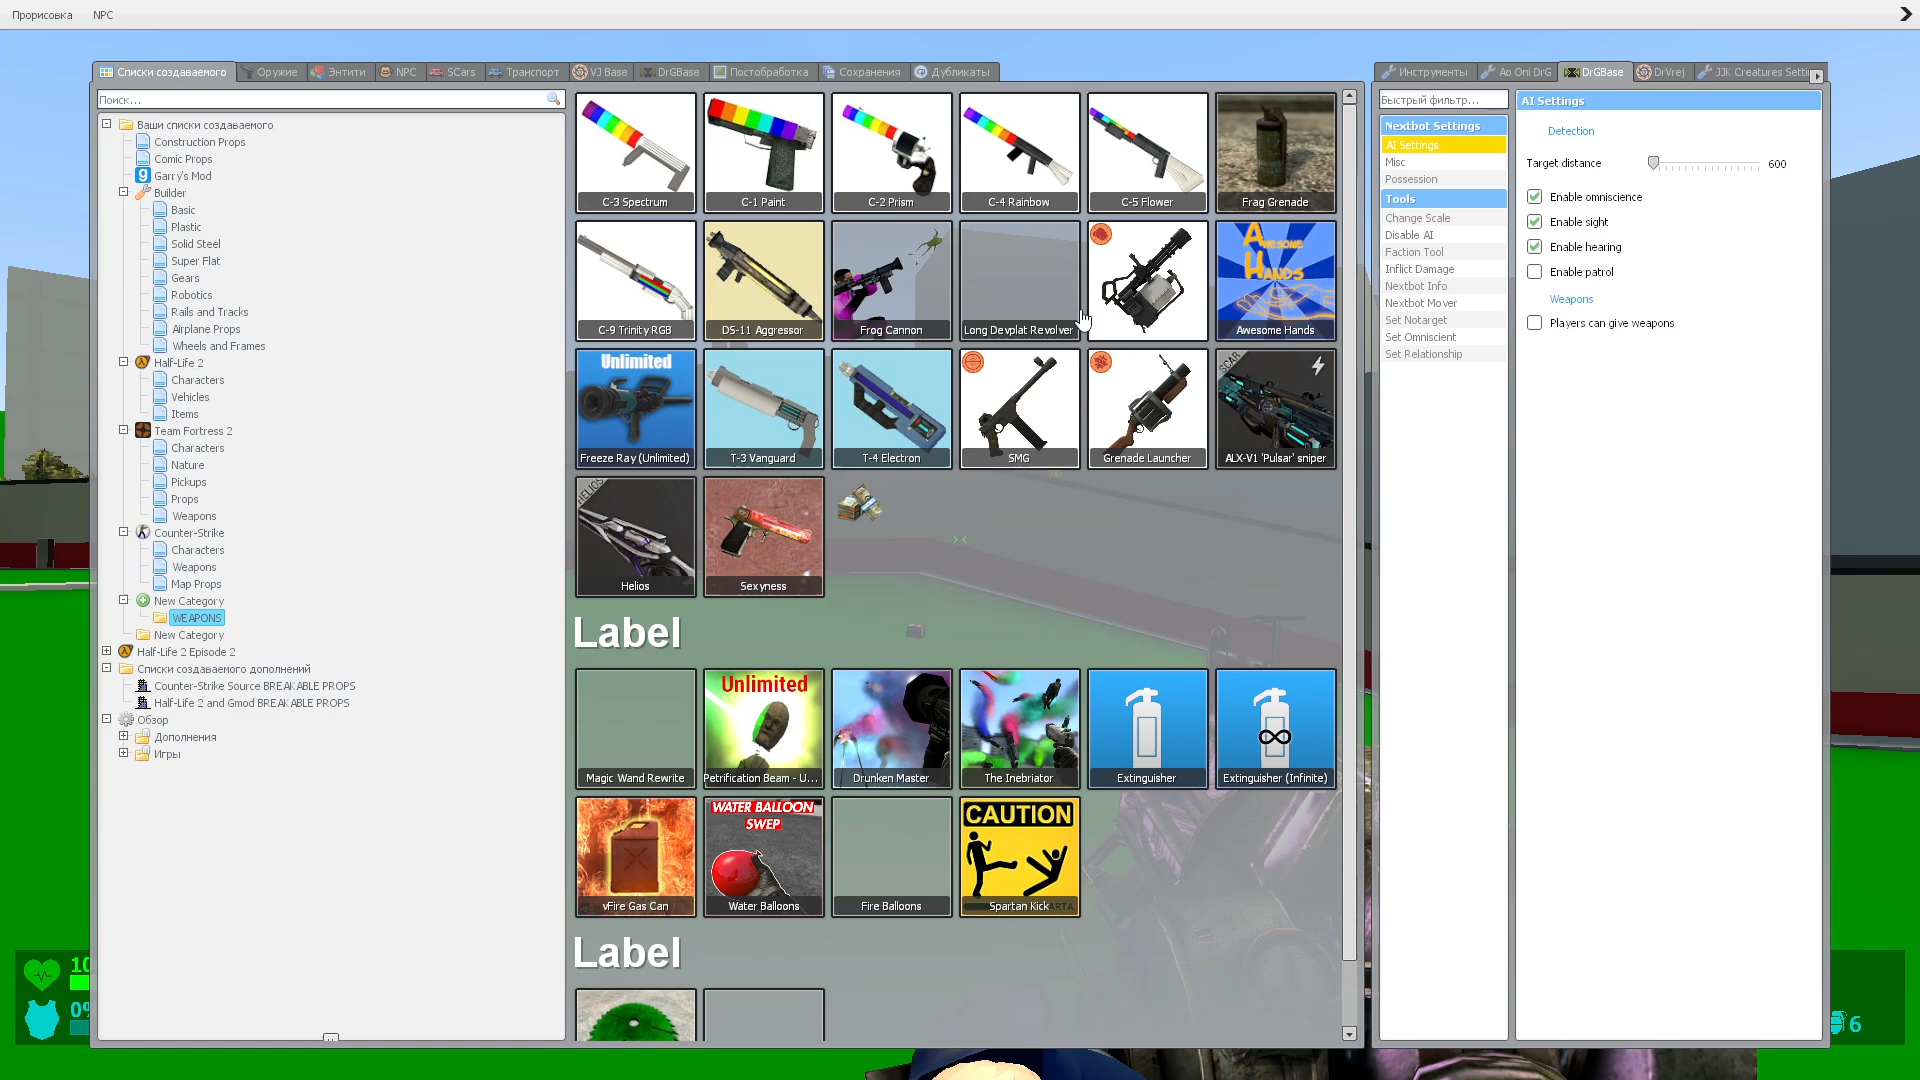 Прорисовка NPC
Списки создаваемого Оружие Энтити NPC SCars Транспорт VJ Base DrGBase Постобработка Сохранения Дубликаты
Поиск...
Ваши списки создаваемого
Construction Props
Comic Props
Garry's Mod
Builder
Basic
Plastic
Solid Steel
Super Flat
Gears
Robotics
Rails and Tracks
Airplane Props
Wheels and Frames
Half-Life 2
Characters
Vehicles
Items
Team Fortress 2
Characters
Nature
Pickups
Props
Weapons
Counter-Strike
Characters
Weapons
Map Props
New Category
WEAPONS
New Category
Half-Life 2 Episode 2
Списки создаваемого дополнений
Counter-Strike Source BREAKABLE PROPS
Half-Life 2 and Gmod BREAKABLE PROPS
Обзор
Дополнения
Игры
C-3 Spectrum C-1 Paint C-2 Prism C-4 Rainbow C-5 Flower Frag Grenade
AWESOME
HANDS
C-9 Trinity RGB DS-11 Aggressor Frog Cannon Long Devplat Revolver Awesome Hands
Unlimited
SCAR
Freeze Ray (Unlimited) T-3 Vanguard T-4 Electron SMG Grenade Launcher ALX-V1 'Pulsar' sniper
HELIOS
Helios Sexyness
Label
Unlimited
Magic Wand Rewrite Petrification Beam - U... Drunken Master The Inebriator Extinguisher Extinguisher (Infinite)
WATER BALLOON
SWEP
CAUTION
vFire Gas Can Water Balloons Fire Balloons Spartan Kick
Label
Инструменты Ao Oni DrG DrGBase DrVrej JJK Creatures Setti
Быстрый фильтр...
Nextbot Settings
AI Settings
Misc
Possession
Tools
Change Scale
Disable AI
Faction Tool
Inflict Damage
Nextbot Info
Nextbot Mover
Set Notarget
Set Omniscient
Set Relationship
AI Settings
Detection
Target distance 600
Enable omniscience
Enable sight
Enable hearing
Enable patrol
Weapons
Players can give weapons
10
0%
6